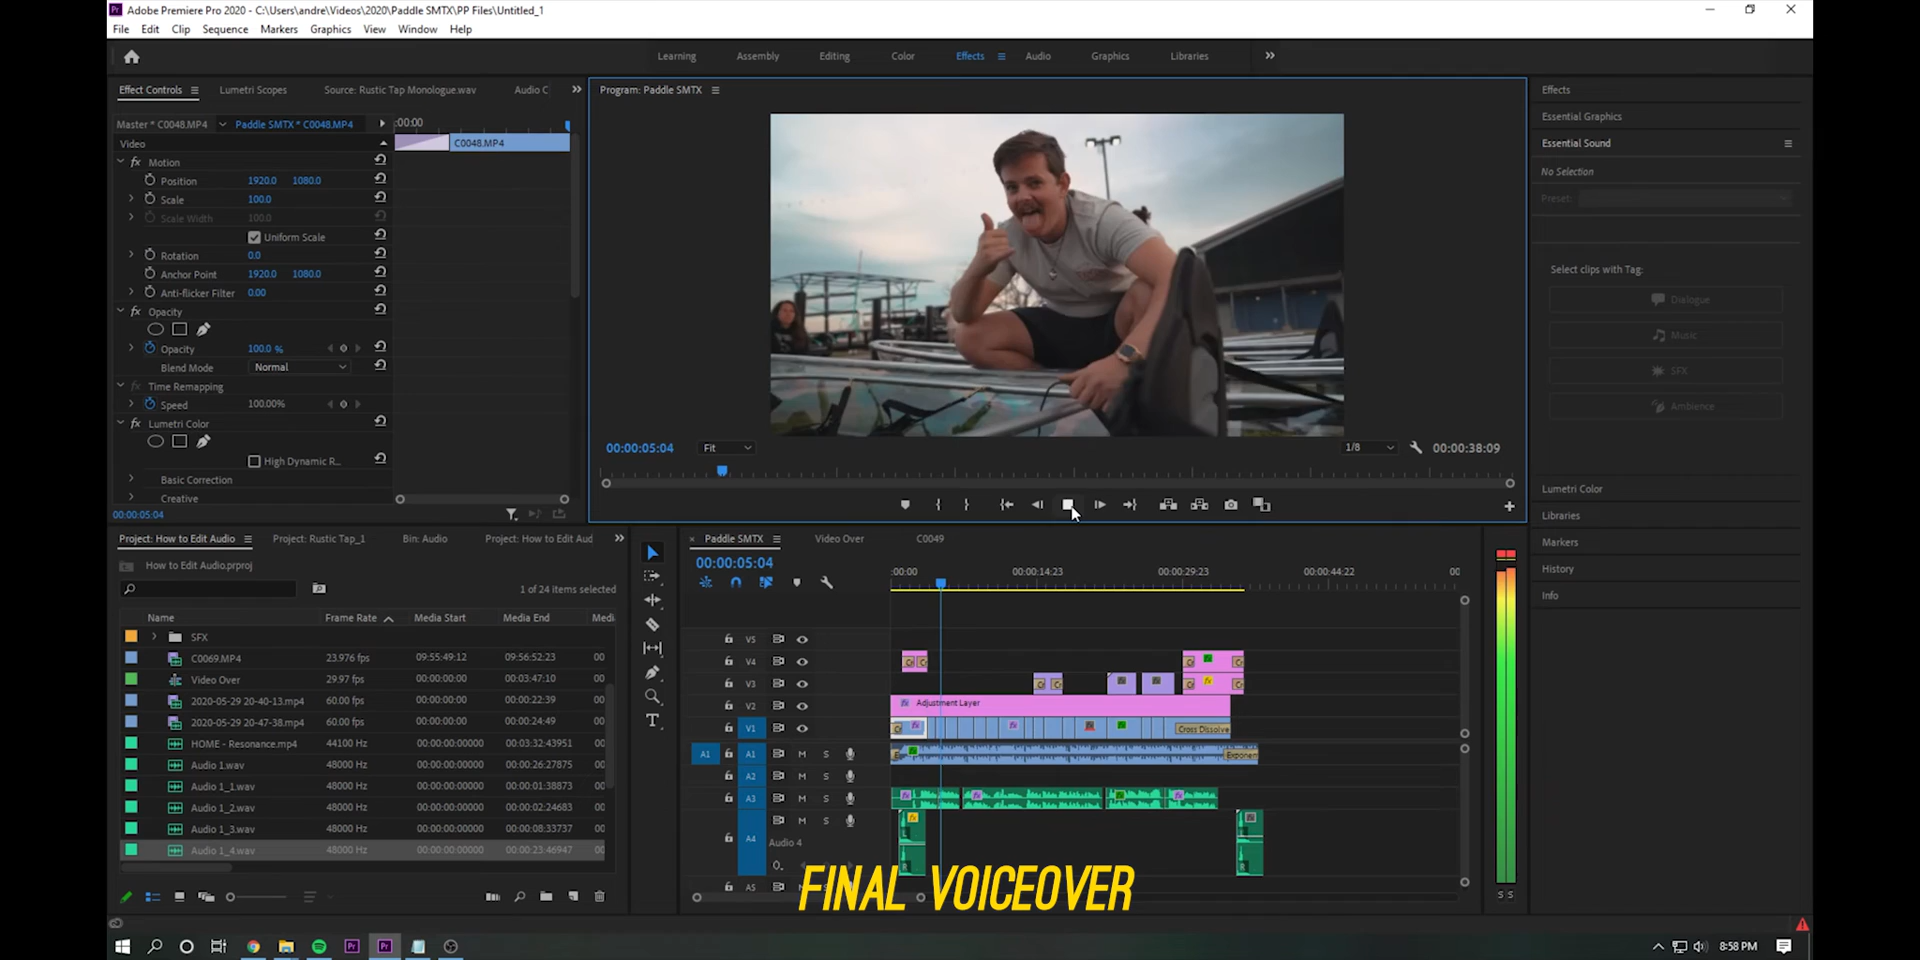 Adobe Premiere Pro 2020 - C:\Users\andre\Videos\2020\Paddle SMTX\PP Files\Untitled_1
File Edit Clip Sequence Markers Graphics View Window Help
Learning Assembly Editing Color Effects Audio Graphics Libraries
Effect Controls Lumetri Scopes Source: Rustic Tap Monologue.wav Audio C
Master * C0048.MP4 Paddle SMTX * C0048.MP4 :00:00
Video C0048.MP4
fx Motion
Position 1920.0 1080.0
Scale 100.0
Scale Width 100.0
Uniform Scale
Rotation 0.0
Anchor Point 1920.0 1080.0
Anti-flicker Filter 0.00
fx Opacity
Opacity 100.0 %
Blend Mode Normal
fx Time Remapping
Speed 100.00%
fx Lumetri Color
High Dynamic R...
Basic Correction
Creative
00:00:05:04
Program: Paddle SMTX
00:00:05:04 Fit 1/8 00:00:38:09
Effects
Essential Graphics
Essential Sound
No Selection
Preset:
Select clips with Tag:
Dialogue
Music
SFX
Ambience
Lumetri Color
Libraries
Markers
History
Info
Project: How to Edit Audio Project: Rustic Tap_1 Bin: Audio Project: How to Edit Aud
How to Edit Audio.prproj
1 of 24 items selected
Name Frame Rate Media Start Media End Medi
SFX
C0069.MP4 23.976 fps 09:55:49:12 09:56:52:23 00
Video Over 29.97 fps 00:00:00:00 00:03:47:10 00
2020-05-29 20-40-13.mp4 60.00 fps 00:00:00:00 00:00:22:39 00
2020-05-29 20-47-38.mp4 60.00 fps 00:00:00:00 00:00:24:49 00
HOME - Resonance.mp4 44100 Hz 00:00:00:00000 00:03:32:43951 00
Audio 1.wav 48000 Hz 00:00:00:00000 00:00:26:27875 00
Audio 1_1.wav 48000 Hz 00:00:00:00000 00:00:01:38873 00
Audio 1_2.wav 48000 Hz 00:00:00:00000 00:00:02:24683 00
Audio 1_3.wav 48000 Hz 00:00:00:00000 00:00:08:33737 00
Audio 1_4.wav 48000 Hz 00:00:00:00000 00:00:23:46947 00
Paddle SMTX Video Over C0049
00:00:05:04
:00:00 00:00:14:23 00:00:29:23 00:00:44:22 00
V5
V4
V3
V2 Adjustment Layer
V1 Cross Dissolve
A1 A1 M S Exponen
A2 M S
A3 M S
M S
A4 Audio 4
L
R
A5
S S
FINAL VOICEOVER
8:58 PM